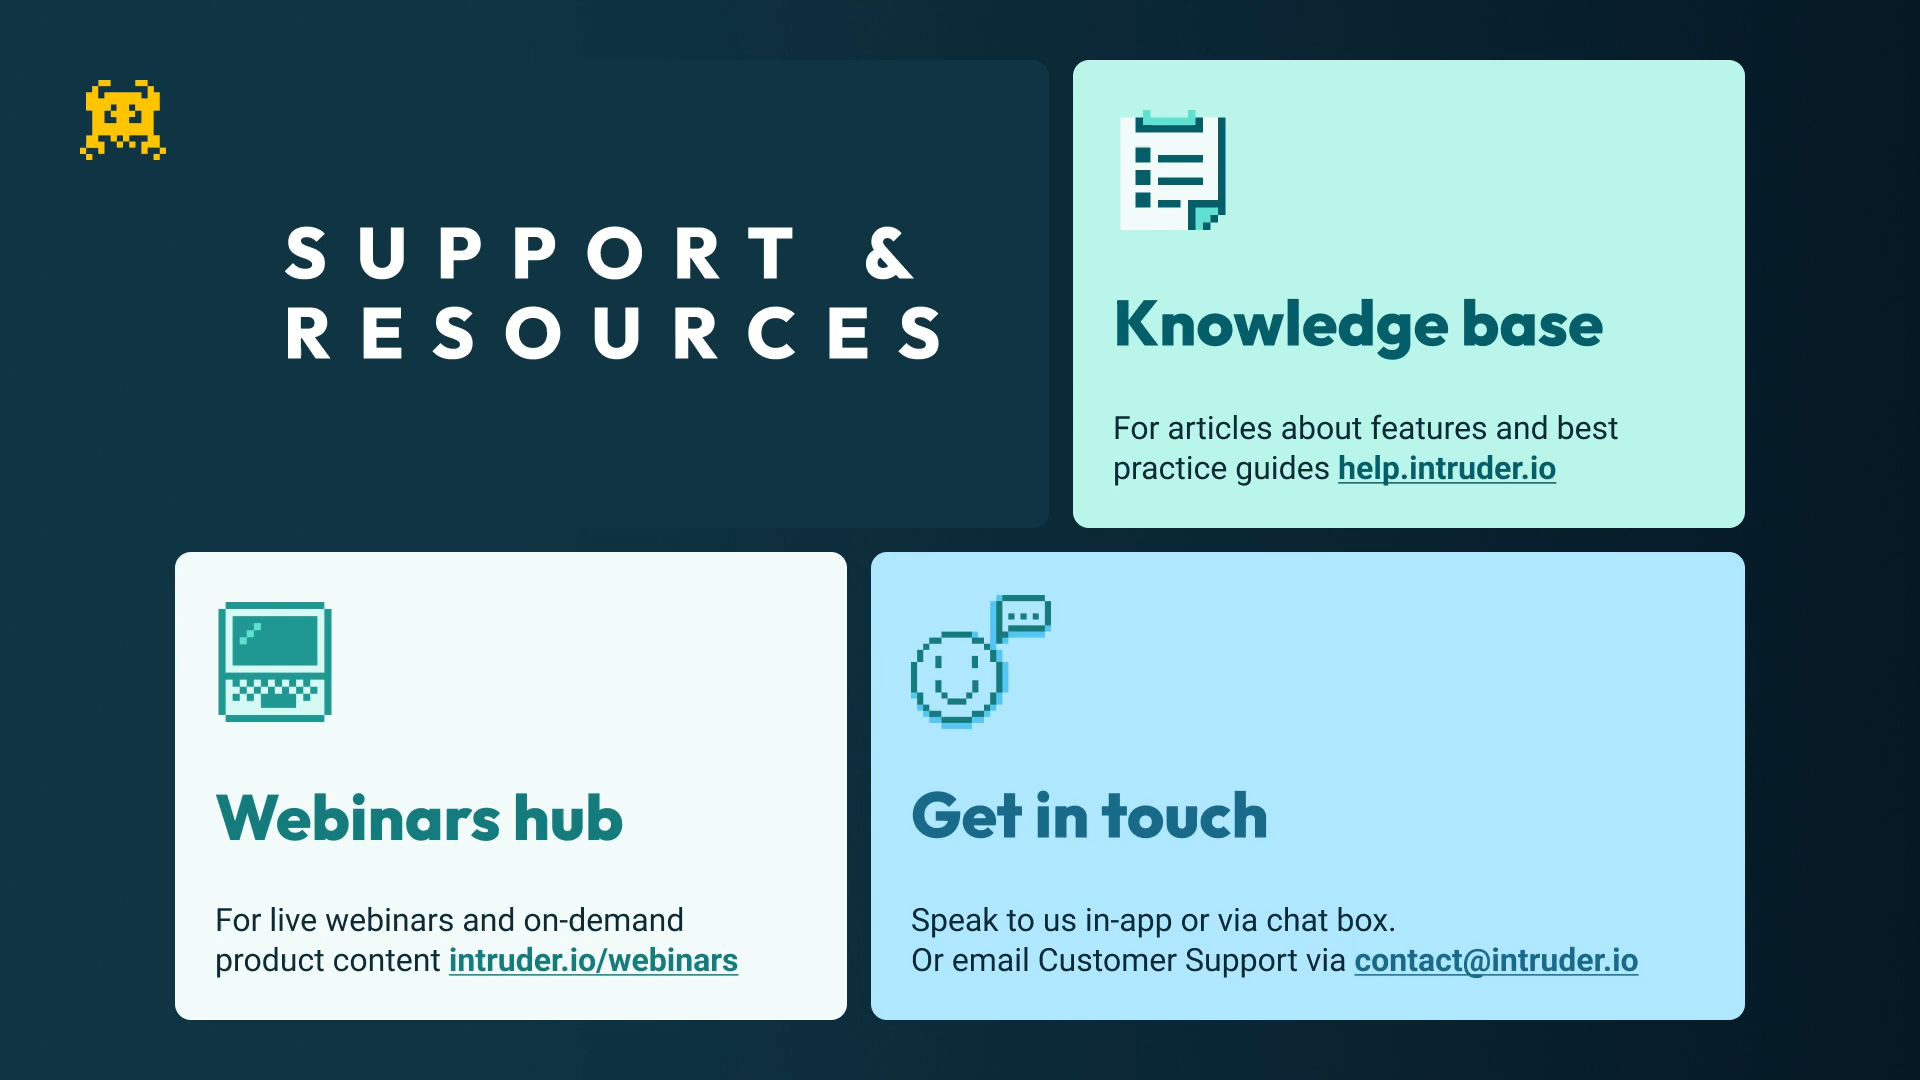 SUPPORT &
RESOURCES
Knowledge base
For articles about features and best
practice guides help.intruder.io
Webinars hub
For live webinars and on-demand
product content intruder.io/webinars
Get in touch
Speak to us in-app or via chat box.
Or email Customer Support via contact@intruder.io